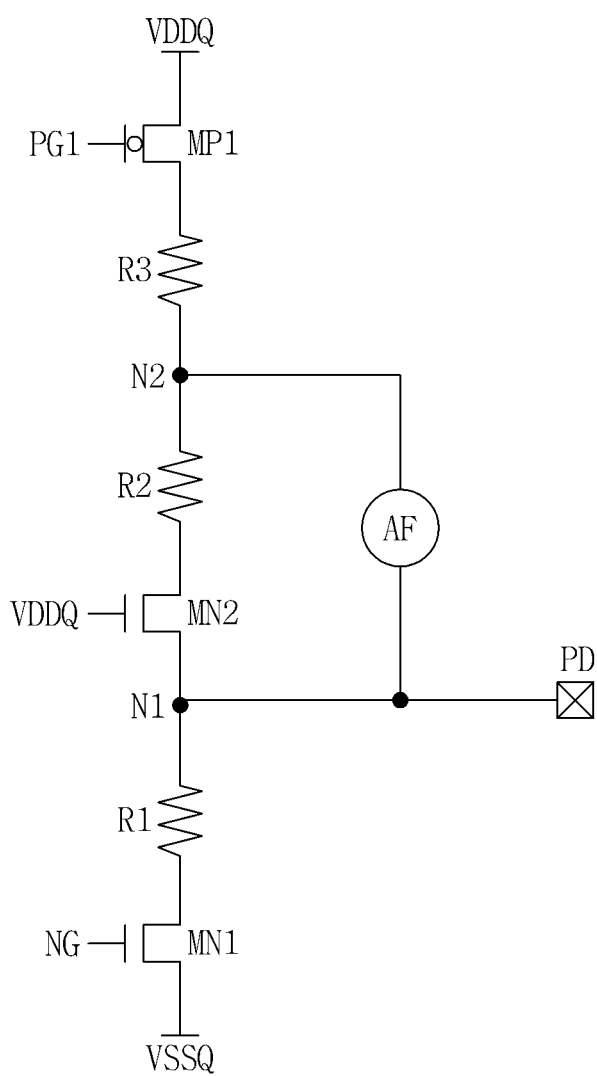 VDDQ
PG1
MP1
R3
N2
R2
AF
VDDQ
MN2
PD
N1
R1
NG
MN1
VSSQ